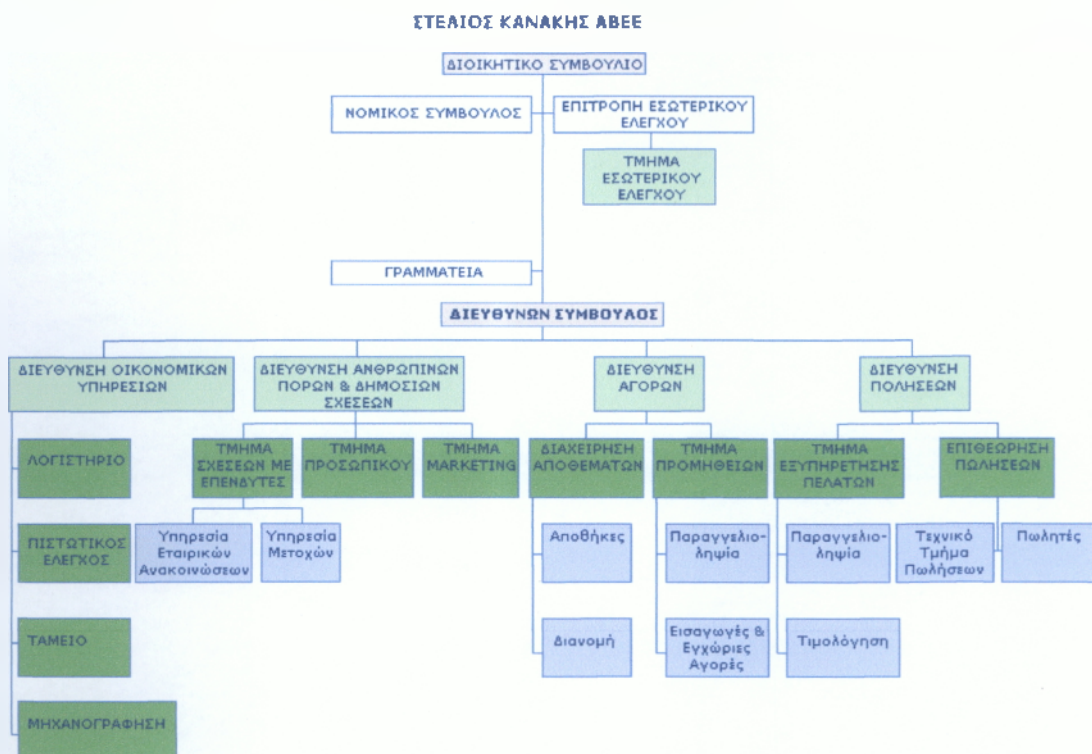 ΣΤΕΛΙΟΣ ΚΑΝΑΚΗΣ ΑΒΕΕ
ΔΙΟΙΚΗΤΙΚΟ ΣΥΜΒΟΥΛΙΟ
ΝΟΜΙΚΟΣ ΣΥΜΒΟΥΛΟΣ
ΕΠΙΤΡΟΠΗ ΕΣΩΤΕΡΙΚΟΥ
ΕΛΕΓΧΟΥ
ΤΜΗΜΑ
ΕΣΩΤΕΡΙΚΟΥ
ΕΛΕΓΧΟΥ
ΓΡΑΜΜΑΤΕΙΑ
ΔΙΕΥΘΥΝΩΝ ΣΥΜΒΟΥΛΟΣ
ΔΙΕΥΘΥΝΣΗ ΟΙΚΟΝΟΜΙΚΩΝ
ΥΠΗΡΕΣΙΩΝ
ΔΙΕΥΘΥΝΣΗ ΑΝΘΡΩΠΙΝΩΝ
ΠΟΡΩΝ & ΔΗΜΟΣΙΩΝ
ΣΧΕΣΕΩΝ
ΔΙΕΥΘΥΝΣΗ
ΑΓΟΡΩΝ
ΔΙΕΥΘΥΝΣΗ
ΠΟΛΗΣΕΩΝ
ΛΟΓΙΣΤΗΡΙΟ
ΤΜΗΜΑ
ΣΧΕΣΕΩΝ ΜΕ
ΕΠΕΝΔΥΤΕΣ
ΤΜΗΜΑ
ΠΡΟΣΩΠΙΚΟΥ
ΤΜΗΜΑ
MARKETING
ΔΙΑΧΕΙΡΗΣΗ
ΑΠΟΘΕΜΑΤΩΝ
ΤΜΗΜΑ
ΠΡΟΜΗΘΕΙΩΝ
ΤΜΗΜΑ
ΕΞΥΠΗΡΕΤΗΣΗΣ
ΠΕΛΑΤΩΝ
ΕΠΙΘΕΩΡΗΣΗ
ΠΩΛΗΣΕΩΝ
ΠΙΣΤΩΤΙΚΟΣ
ΕΛΕΓΧΟΣ
Υπηρεσία
Εταιρικών
Ανακοινώσεων
Υπηρεσία
Μετοχών
Αποθήκες
Παραγγελιο-
ληψία
Παραγγελιο-
ληψία
Τεχνικό
Τμήμα
Πωλήσεων
Πωλητές
ΤΑΜΕΙΟ
Διανομή
Εισαγωγές &
Εγχώριες
Αγορές
Τιμολόγηση
ΜΗΧΑΝΟΓΡΑΦΗΣΗ